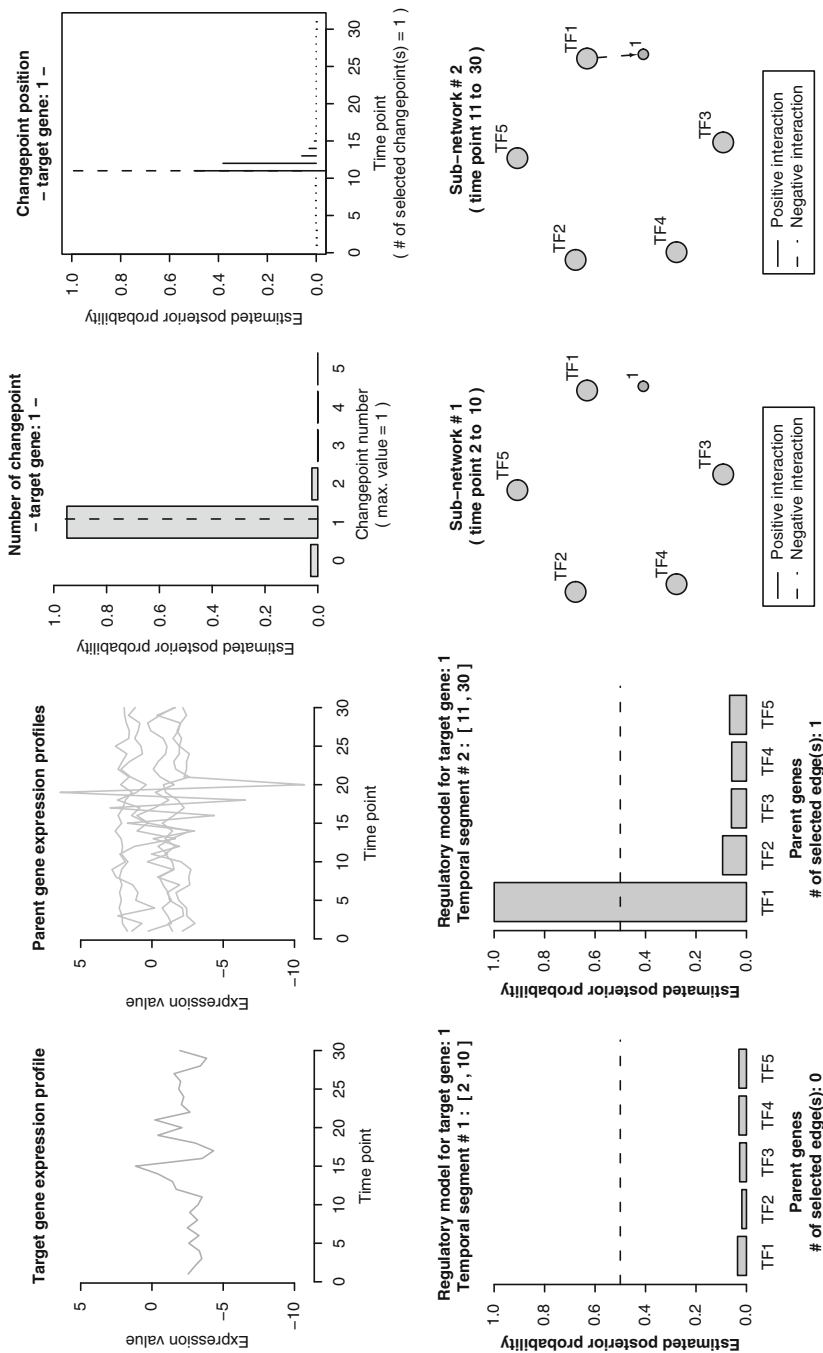 Target gene expression profile
Expression value
5
0
−5
−10
0 5 10 15 20 25 30
Time point
Parent gene expression profiles
Expression value
5
0
−5
−10
0 5 10 15 20 25 30
Time point
Number of changepoint
− target gene: 1 −
Estimated posterior probability
1.0
0.8
0.6
0.4
0.2
0.0
0 1 2 3 4 5
Changepoint number
( max. value = 1 )
Changepoint position
− target gene: 1 −
Estimated posterior probability
1.0
0.8
0.6
0.4
0.2
0.0
0 5 10 15 20 25 30
Time point
( # of selected changepoint(s) = 1 )
Regulatory model for target gene: 1
Temporal segment # 1 : [ 2 , 10 ]
Estimated posterior probability
1.0
0.8
0.6
0.4
0.2
0.0
TF1 TF2 TF3 TF4 TF5
Parent genes
# of selected edge(s): 0
Regulatory model for target gene: 1
Temporal segment # 2 : [ 11 , 30 ]
Estimated posterior probability
1.0
0.8
0.6
0.4
0.2
0.0
TF1 TF2 TF3 TF4 TF5
Parent genes
# of selected edge(s): 1
Sub−network # 1
( time point 2 to 10 )
TF5
TF2
TF1
1
TF4
TF3
Positive interaction
Negative interaction
Sub−network # 2
( time point 11 to 30 )
TF5
TF2
TF1
1
TF4
TF3
Positive interaction
Negative interaction